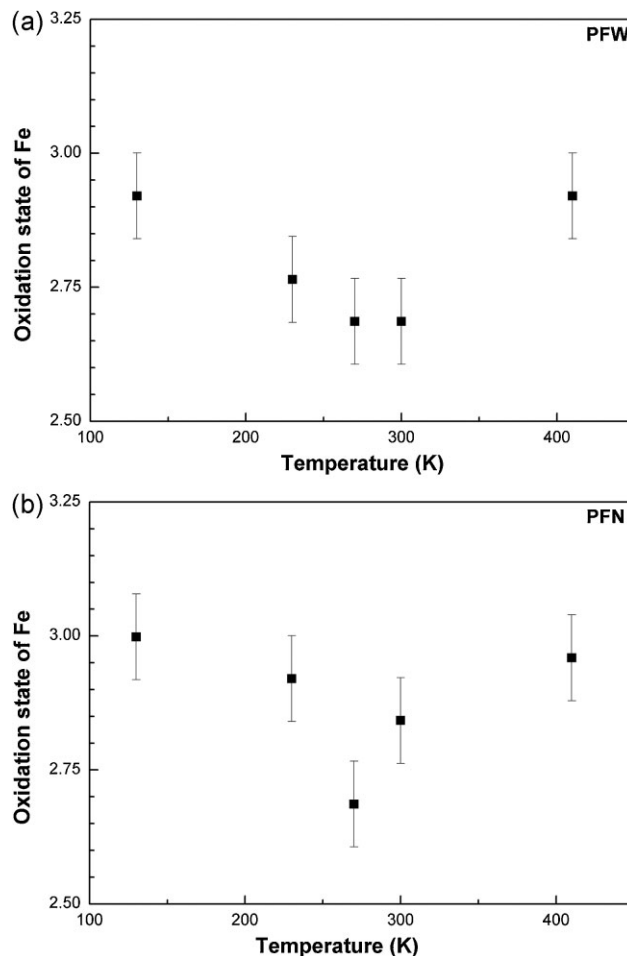 (a)
PFW
Oxidation state of Fe
3.25
3.00
2.75
2.50
100 200 300 400
Temperature (K)
(b)
PFN
Oxidation state of Fe
3.25
3.00
2.75
2.50
100 200 300 400
Temperature (K)